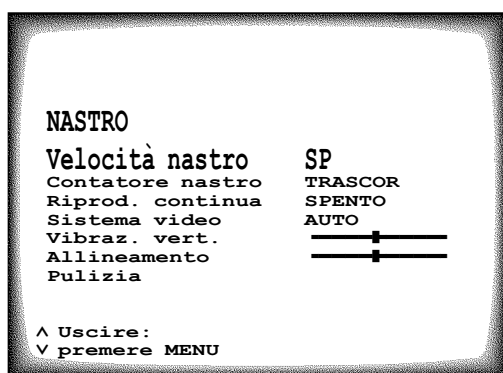 NASTRO
Velocità nastro SP
Contatore nastro TRASCOR
Riprod. continua SPENTO
Sistema video AUTO
Vibraz. vert.
Allineamento
Pulizia
∧ Uscire:
∨ premere MENU